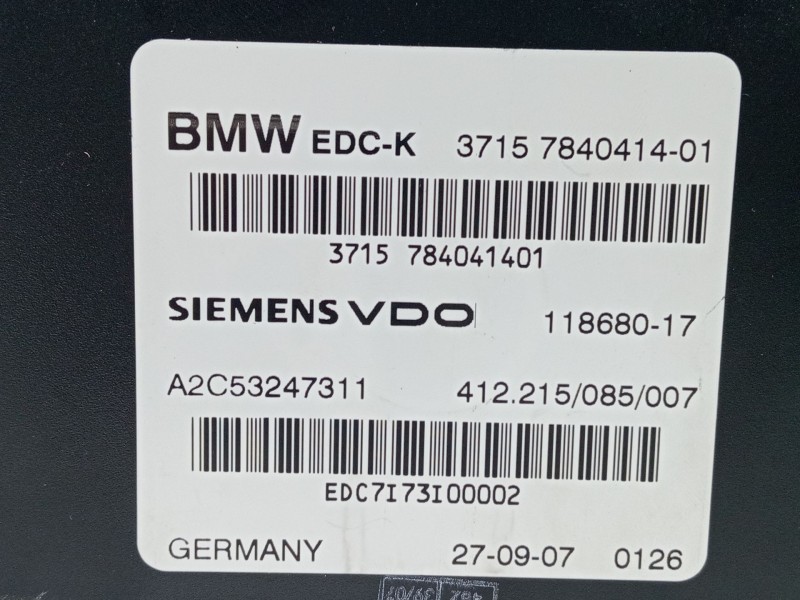 BMW EDC-K 3715 7840414-01
3715 784041401
SIEMENS VDO 118680-17
A2C53247311 412.215/085/007
EDC7I73I00002
GERMANY 27-09-07 0126